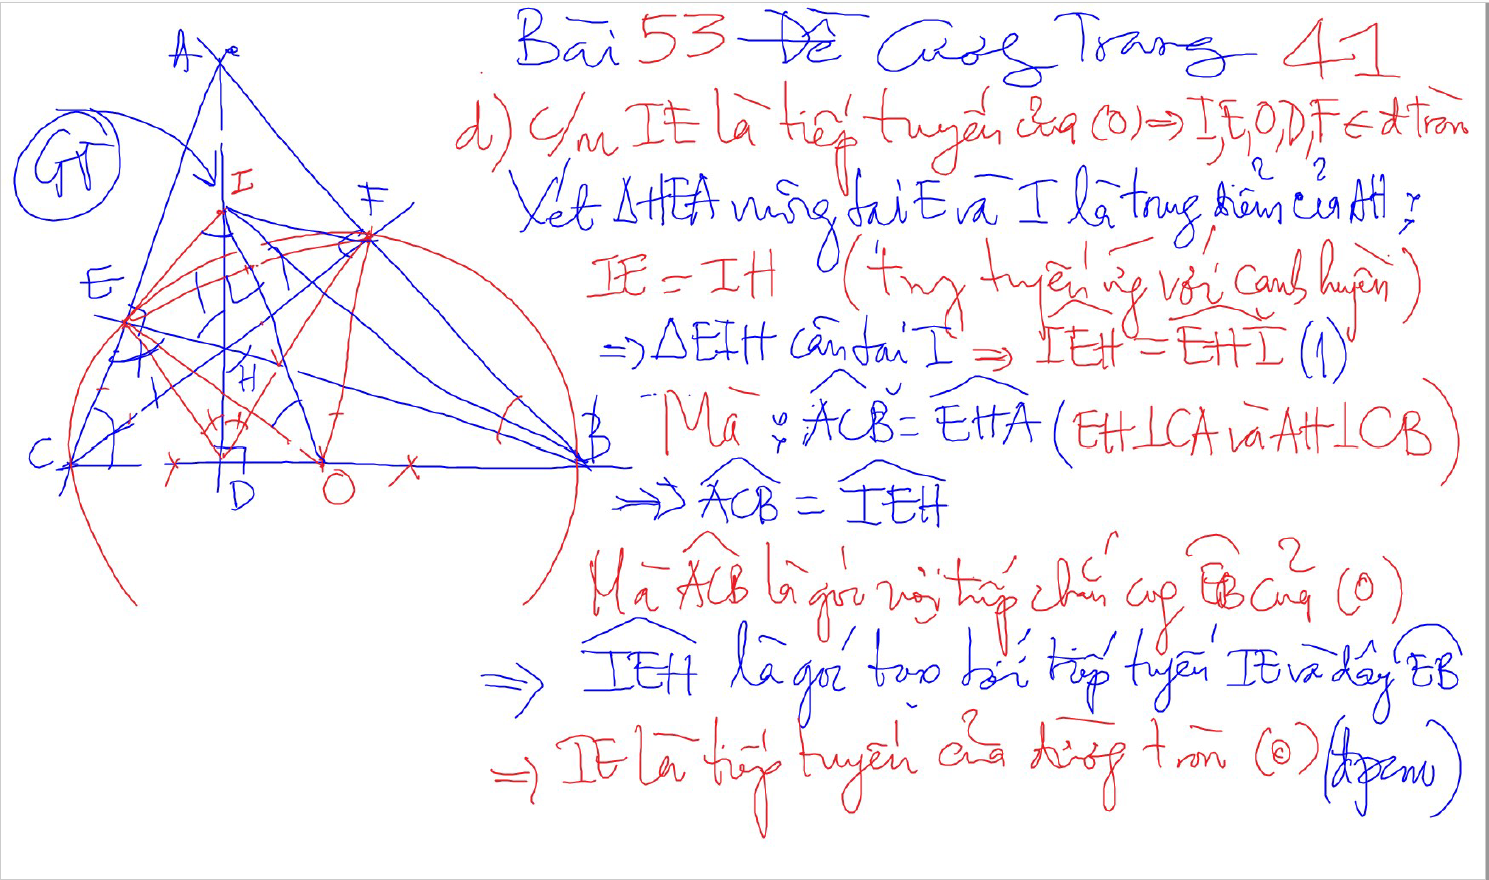 Bài 53 Đề Cương Trang 41
d) C/m IE là tiếp tuyến của (O) => I,E,O,D,F ∈ đ tròn
Xét ΔHEA vuông tại E và I là trung điểm của AH:
IE = IH (trung tuyến ứng với cạnh huyền)
=> ΔEIH cân tại I => IEH = EHI (1)
Mà: ACB = EHA (EH⊥CA và AH⊥CB)
=> ACB = IEH
Mà ACB là góc nội tiếp chắn cung EB của (O)
=> IEH là góc tạo bởi tiếp tuyến IE và dây EB
=> IE là tiếp tuyến của đường tròn (O) (đpcm)
A
GT
I
F
E
H
C
B
D
O